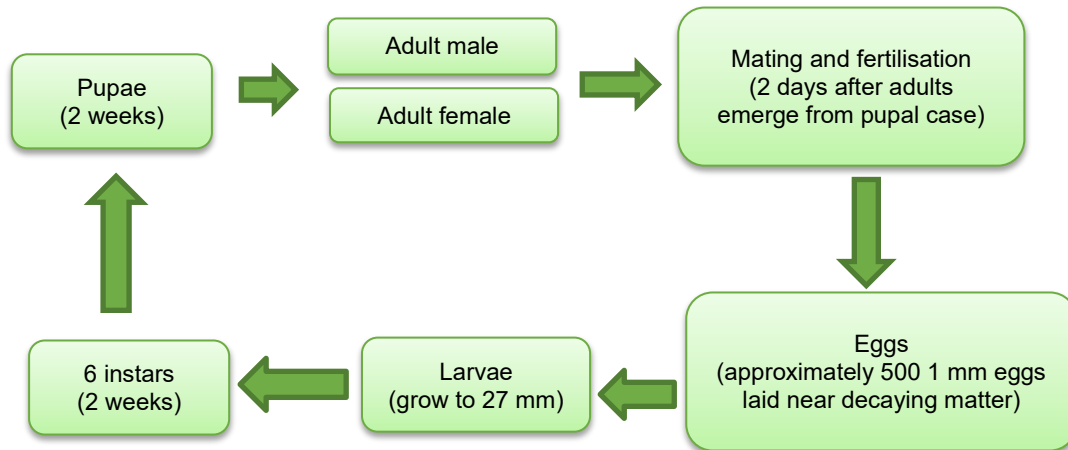 Pupae
(2 weeks)
Adult male
Adult female
Mating and fertilisation
(2 days after adults
emerge from pupal case)
Eggs
(approximately 500 1 mm eggs
laid near decaying matter)
Larvae
(grow to 27 mm)
6 instars
(2 weeks)